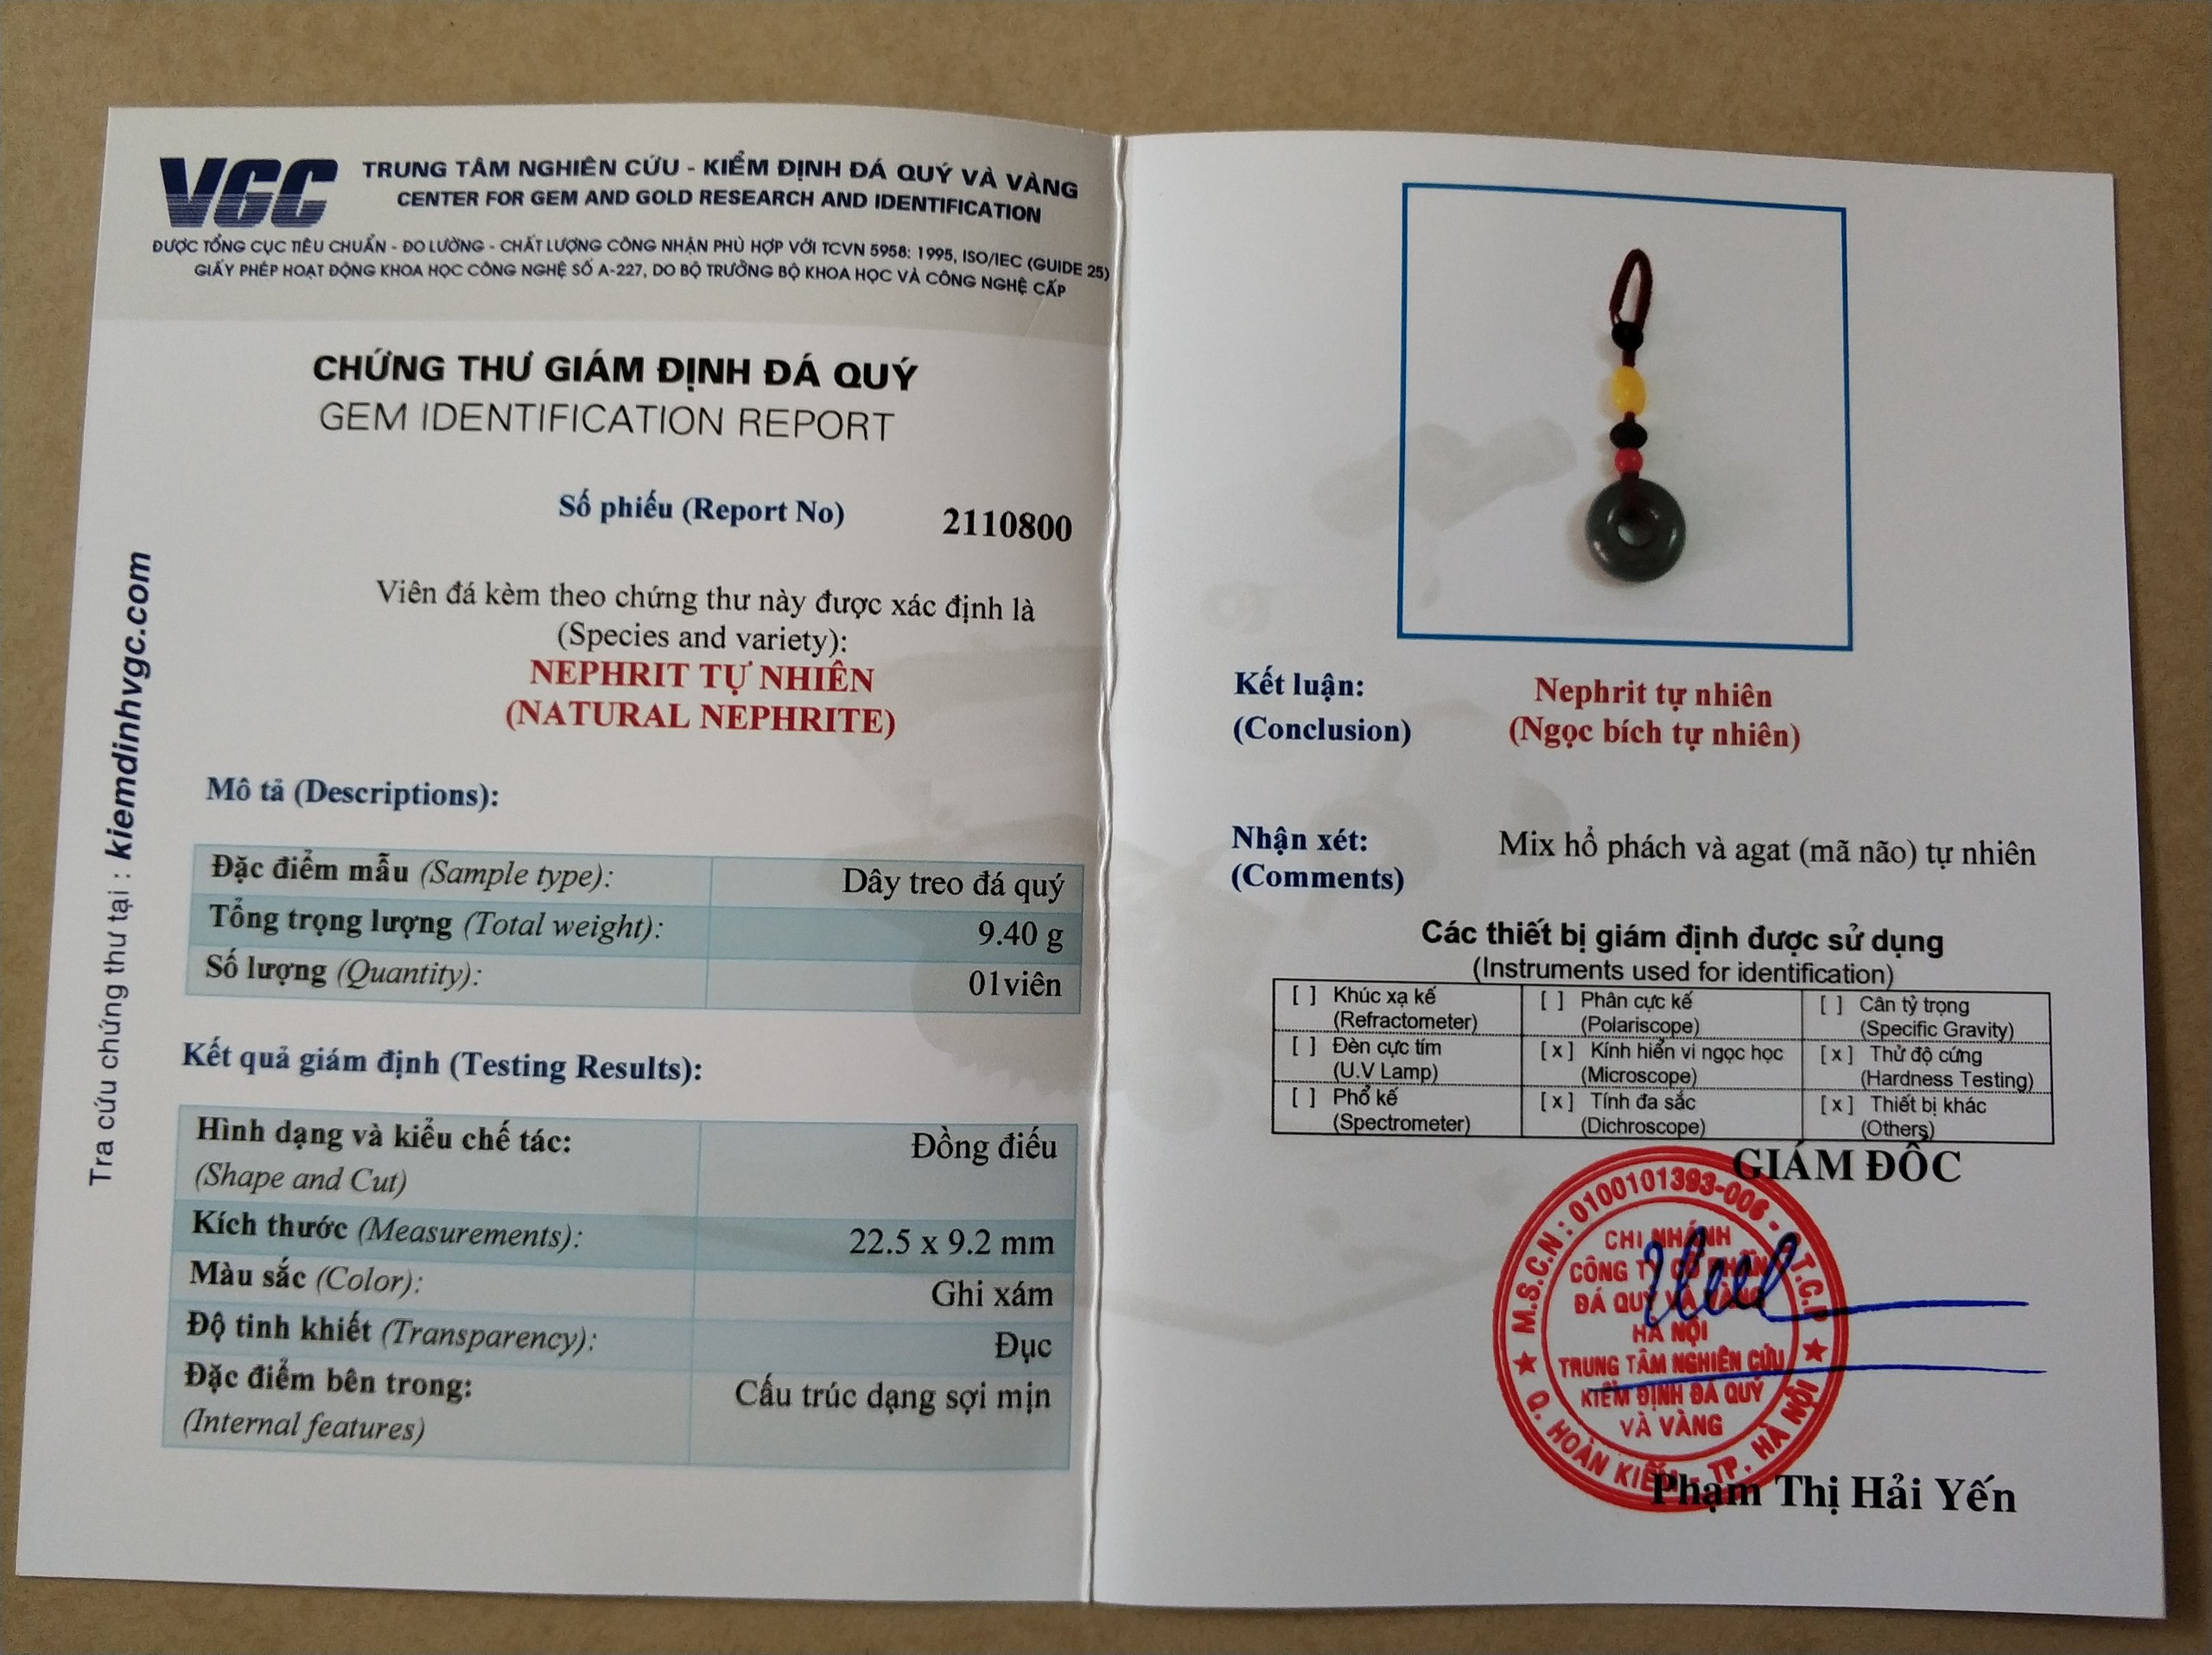 VGC
TRUNG TÂM NGHIÊN CỨU - KIỂM ĐỊNH ĐÁ QUÝ VÀ VÀNG
CENTER FOR GEM AND GOLD RESEARCH AND IDENTIFICATION
ĐƯỢC TỔNG CỤC TIÊU CHUẨN - ĐO LƯỜNG - CHẤT LƯỢNG CÔNG NHẬN PHÙ HỢP VỚI TCVN 5958: 1995, ISO/IEC (GUIDE 25)
GIẤY PHÉP HOẠT ĐỘNG KHOA HỌC CÔNG NGHỆ SỐ A-227, DO BỘ TRƯỞNG BỘ KHOA HỌC VÀ CÔNG NGHỆ CẤP
CHỨNG THƯ GIÁM ĐỊNH ĐÁ QUÝ
GEM IDENTIFICATION REPORT
Số phiếu (Report No) 2110800
Viên đá kèm theo chứng thư này được xác định là
(Species and variety):
NEPHRIT TỰ NHIÊN
(NATURAL NEPHRITE)
Mô tả (Descriptions):
Đặc điểm mẫu (Sample type): Dây treo đá quý
Tổng trọng lượng (Total weight): 9.40 g
Số lượng (Quantity): 01viên
Kết quả giám định (Testing Results):
Hình dạng và kiểu chế tác: Đồng điếu
(Shape and Cut)
Kích thước (Measurements): 22.5 x 9.2 mm
Màu sắc (Color): Ghi xám
Độ tinh khiết (Transparency): Đục
Đặc điểm bên trong: Cấu trúc dạng sợi mịn
(Internal features)
Tra cứu chứng thư tại : kiemdinhvgc.com
Kết luận: Nephrit tự nhiên
(Conclusion) (Ngọc bích tự nhiên)
Nhận xét: Mix hổ phách và agat (mã não) tự nhiên
(Comments)
Các thiết bị giám định được sử dụng
(Instruments used for identification)
[ ] Khúc xạ kế [ ] Phân cực kế [ ] Cân tỷ trọng
(Refractometer) (Polariscope) (Specific Gravity)
[ ] Đèn cực tím [x] Kính hiển vi ngọc học [x] Thử độ cứng
(U.V Lamp) (Microscope) (Hardness Testing)
[ ] Phổ kế [x] Tính đa sắc [x] Thiết bị khác
(Spectrometer) (Dichroscope) (Others)
GIÁM ĐỐC
M.S.C.N: 0100101393-006 - T.C.P
CHI NHÁNH
CÔNG TY CỔ PHẦN
ĐÁ QUÝ VÀ VÀNG
HÀ NỘI
TRUNG TÂM NGHIÊN CỨU
KIỂM ĐỊNH ĐÁ QUÝ
VÀ VÀNG
Q. HOÀN KIẾM - TP. HÀ NỘI
Phạm Thị Hải Yến